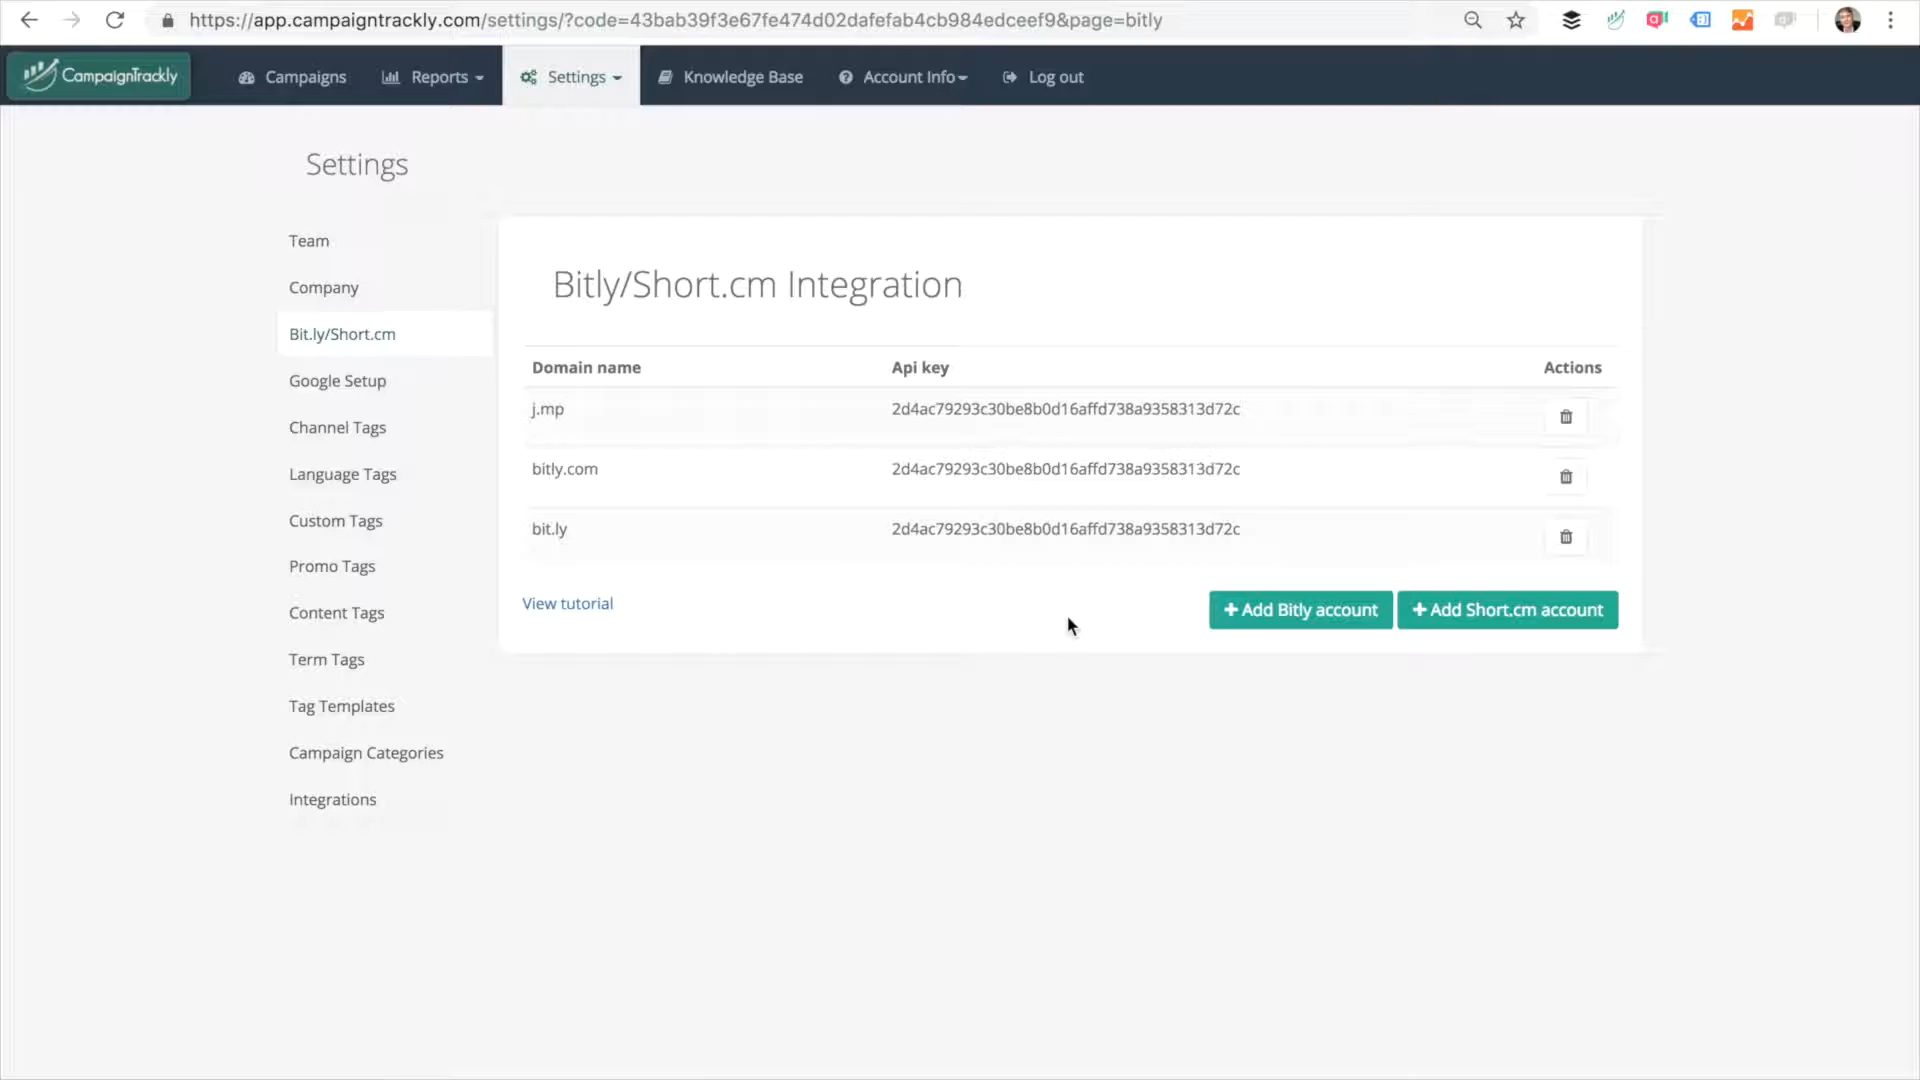 https://app.campaigntrackly.com/settings/?code=43bab39f3e67fe474d02dafefab4cb984edceef9&page=bitly
CampaignTrackly
Campaigns
Reports
Settings
Knowledge Base
Account Info
Log out
Settings
Team
Company
Bit.ly/Short.cm
Google Setup
Channel Tags
Language Tags
Custom Tags
Promo Tags
Content Tags
Term Tags
Tag Templates
Campaign Categories
Integrations
Bitly/Short.cm Integration
Domain name Api key Actions
j.mp 2d4ac79293c30be8b0d16affd738a9358313d72c
bitly.com 2d4ac79293c30be8b0d16affd738a9358313d72c
bit.ly 2d4ac79293c30be8b0d16affd738a9358313d72c
View tutorial
+ Add Bitly account
+ Add Short.cm account